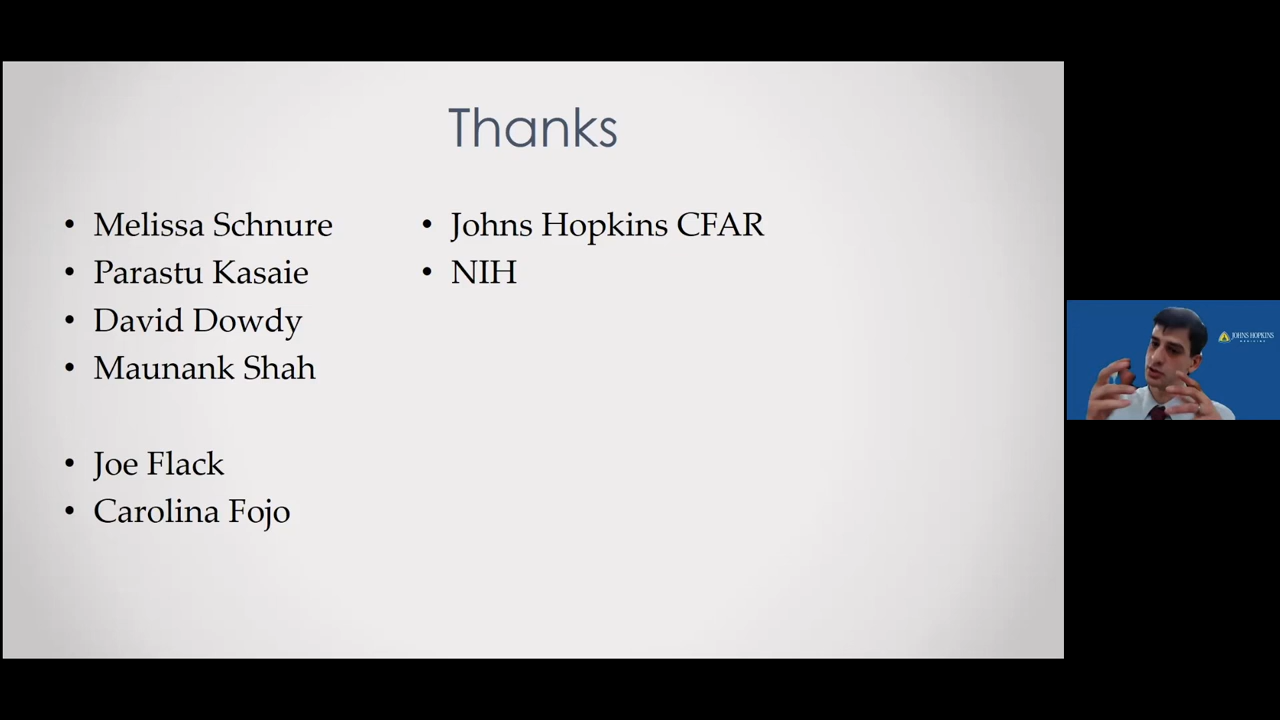 Thanks
• Melissa Schnure
• Parastu Kasaie
• David Dowdy
• Maunank Shah
• Joe Flack
• Carolina Fojo
• Johns Hopkins CFAR
• NIH
JOHNS HOPKINS
MEDICINE